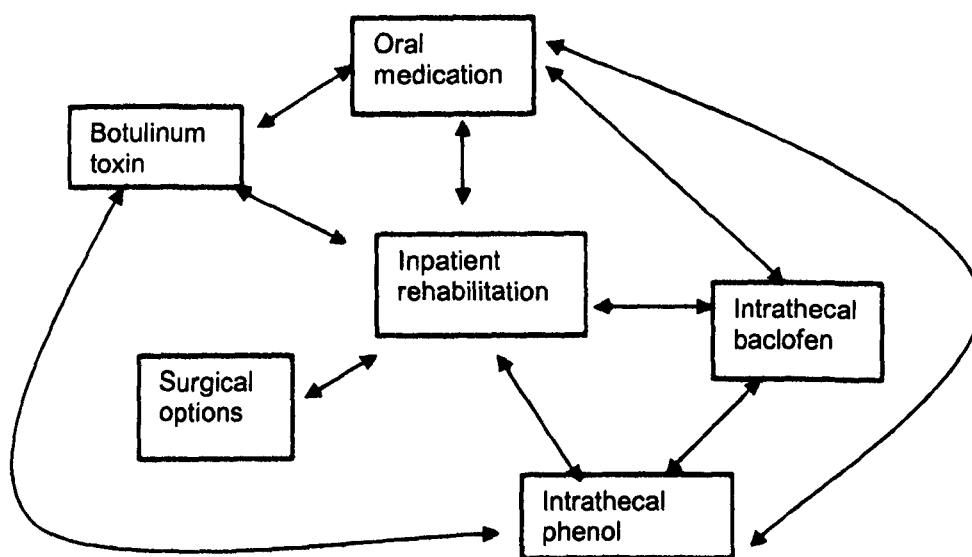 Oral
medication
Botulinum
toxin
Inpatient
rehabilitation
Intrathecal
baclofen
Surgical
options
Intrathecal
phenol